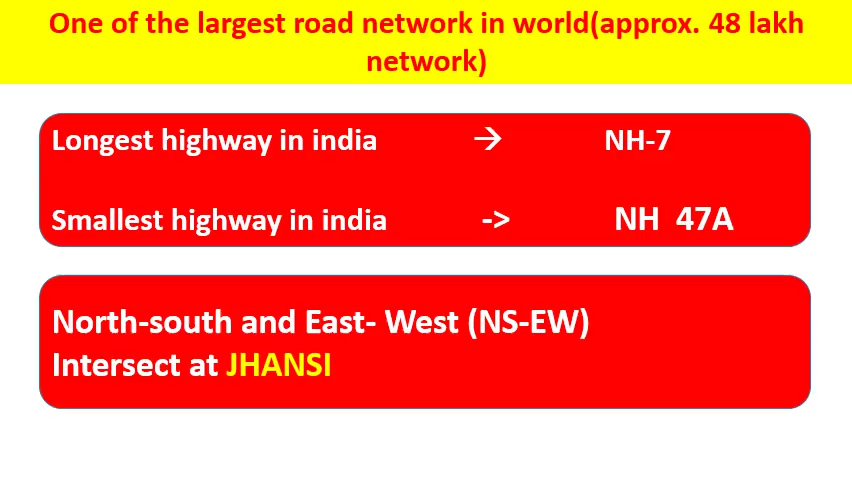 One of the largest road network in world(approx. 48 lakh
network)
Longest highway in india → NH-7
Smallest highway in india -> NH 47A
North-south and East- West (NS-EW)
Intersect at JHANSI